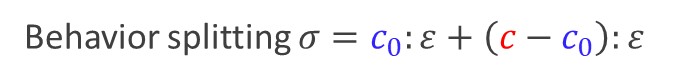 Behavior splitting σ = c₀: ε + (c − c₀): ε